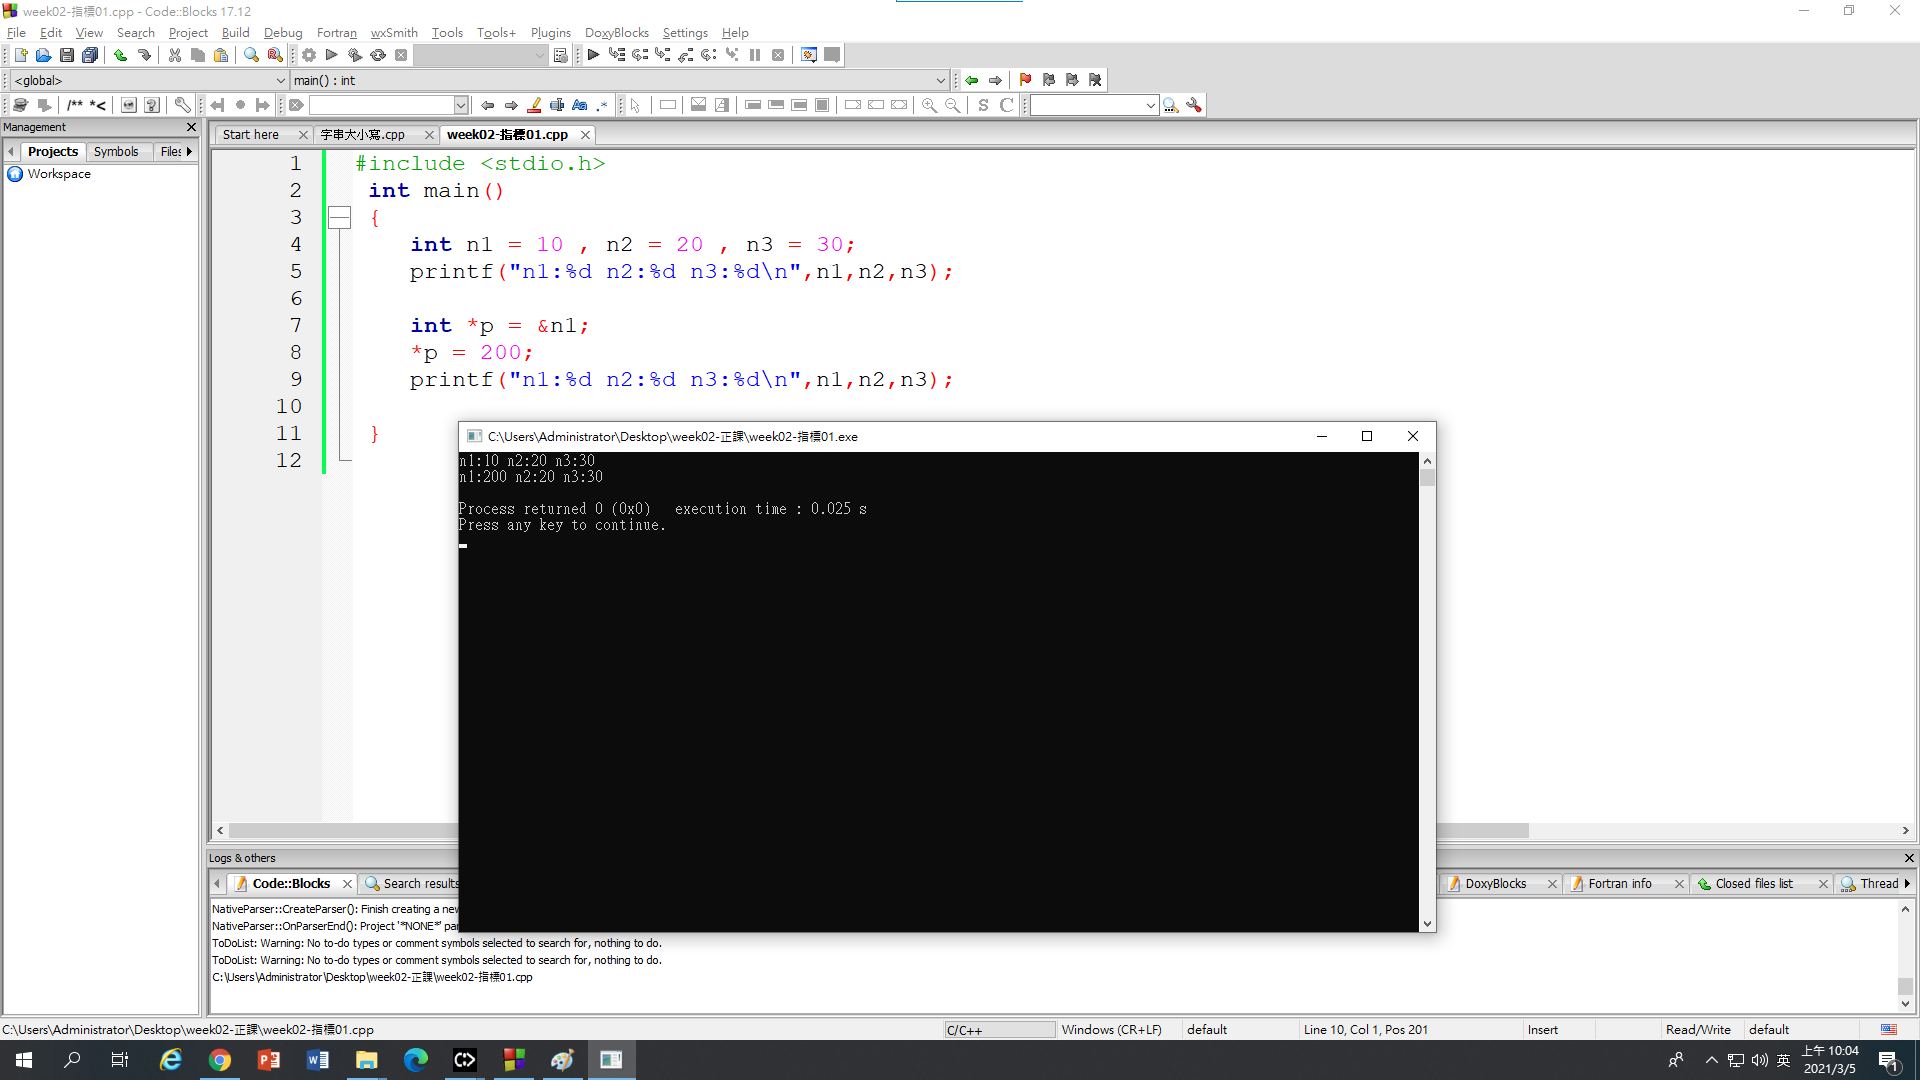 week02-指標01.cpp - Code::Blocks 17.12
File Edit View Search Project Build Debug Fortran wxSmith Tools Tools+ Plugins DoxyBlocks Settings Help
<global> main() : int
/** *<
S C
Management
Projects Symbols Files
Workspace
Start here 字串大小寫.cpp week02-指標01.cpp
1 #include <stdio.h>
2 int main()
3 {
4 int n1 = 10 , n2 = 20 , n3 = 30;
5 printf("n1:%d n2:%d n3:%d\n",n1,n2,n3);
6
7 int *p = &n1;
8 *p = 200;
9 printf("n1:%d n2:%d n3:%d\n",n1,n2,n3);
10
11 }
12
C:\Users\Administrator\Desktop\week02-正課\week02-指標01.exe
n1:10 n2:20 n3:30
n1:200 n2:20 n3:30
Process returned 0 (0x0) execution time : 0.025 s
Press any key to continue.
Logs & others
Code::Blocks Search results DoxyBlocks Fortran info Closed files list Thread
NativeParser::CreateParser(): Finish creating a new
NativeParser::OnParserEnd(): Project '*NONE*' par
ToDoList: Warning: No to-do types or comment symbols selected to search for, nothing to do.
ToDoList: Warning: No to-do types or comment symbols selected to search for, nothing to do.
C:\Users\Administrator\Desktop\week02-正課\week02-指標01.cpp
C:\Users\Administrator\Desktop\week02-正課\week02-指標01.cpp C/C++ Windows (CR+LF) default Line 10, Col 1, Pos 201 Insert Read/Write default
英 上午 10:04
2021/3/5
1